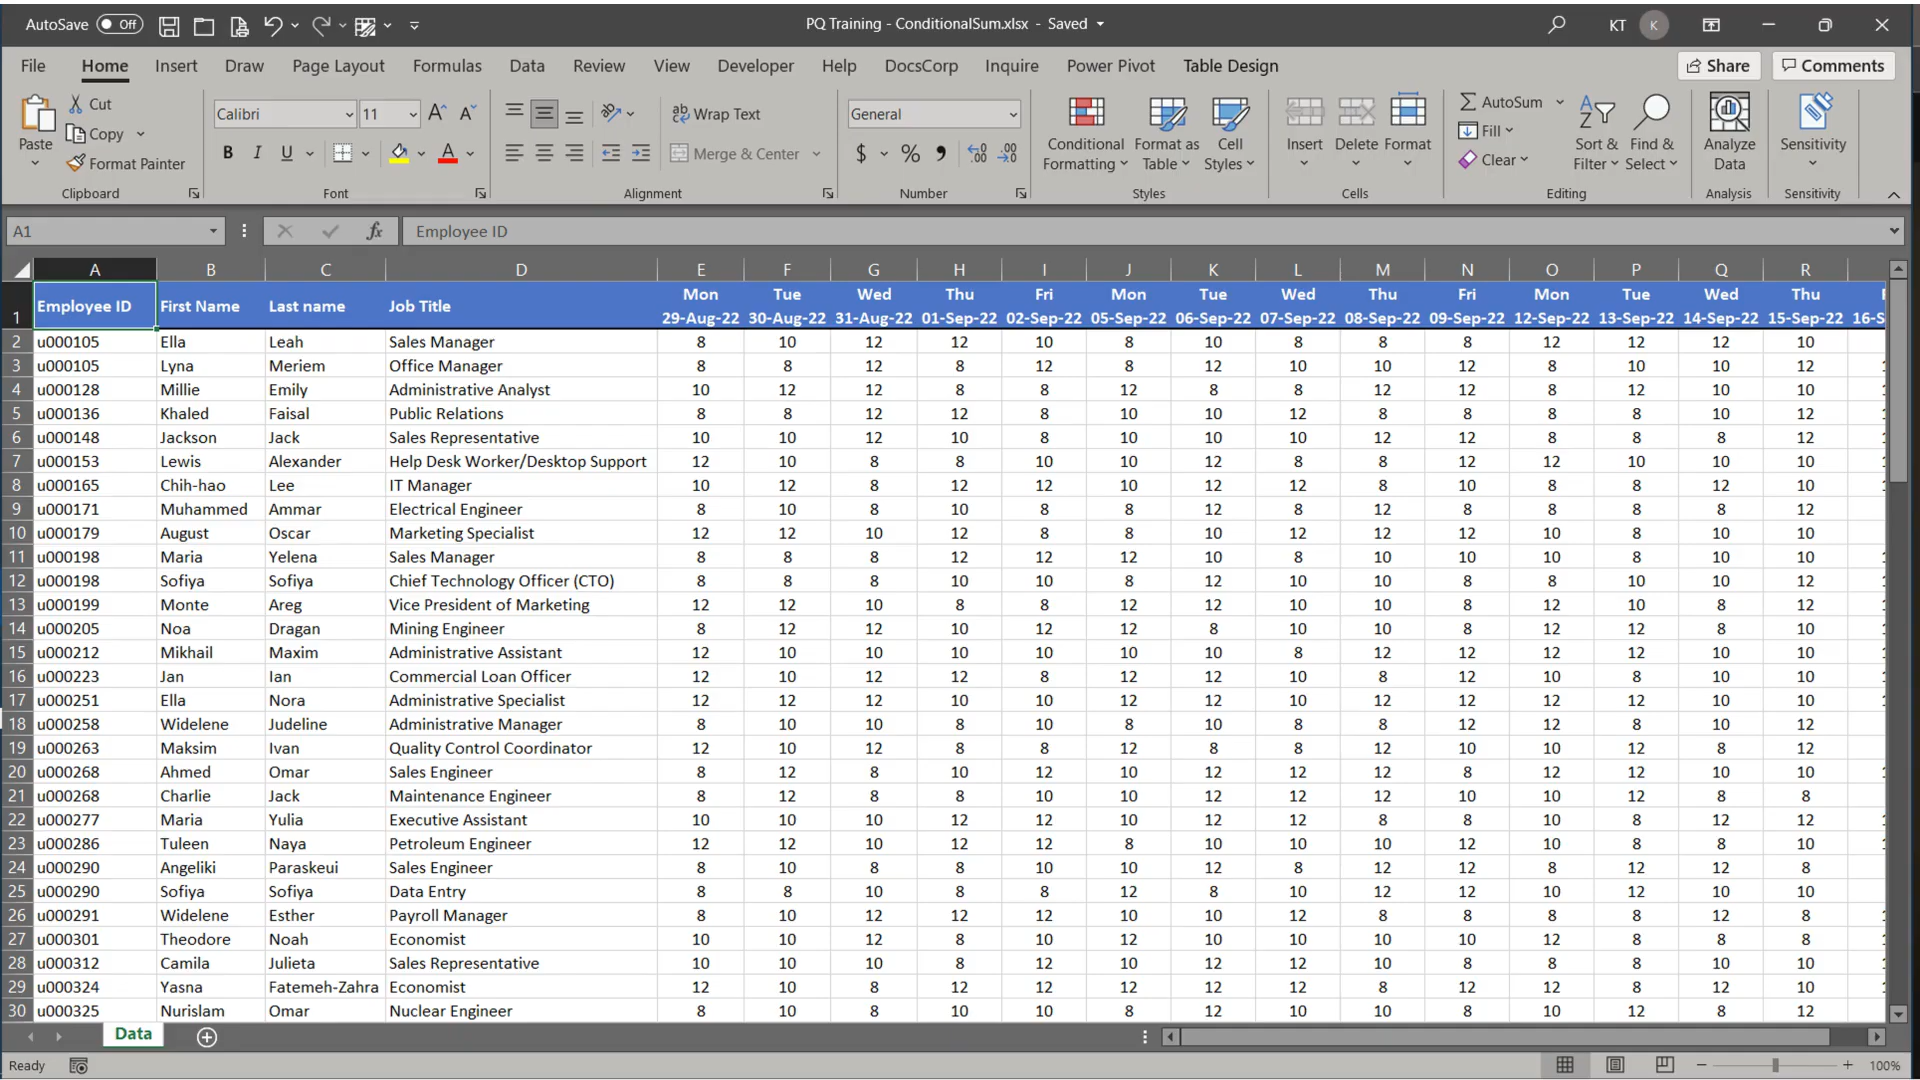 AutoSave Off PQ Training - ConditionalSum.xlsx - Saved KT K
File Home Insert Draw Page Layout Formulas Data Review View Developer Help DocsCorp Inquire Power Pivot Table Design Share Comments
Paste Cut Copy Format Painter Clipboard
Calibri 11 B I U A A A Font
Wrap Text Merge & Center Alignment
General $ % Number
Conditional Formatting Format as Table Cell Styles Styles
Insert Delete Format Cells
AutoSum Fill Clear Sort & Filter Find & Select Editing
Analyze Data Analysis
Sensitivity Sensitivity
A1 fx Employee ID
A B C D E F G H I J K L M N O P Q R
Mon Tue Wed Thu Fri Mon Tue Wed Thu Fri Mon Tue Wed Thu
1 Employee ID First Name Last name Job Title 29-Aug-22 30-Aug-22 31-Aug-22 01-Sep-22 02-Sep-22 05-Sep-22 06-Sep-22 07-Sep-22 08-Sep-22 09-Sep-22 12-Sep-22 13-Sep-22 14-Sep-22 15-Sep-22 16-S
2 u000105 Ella Leah Sales Manager 8 10 12 12 10 8 10 8 8 8 12 12 12 10
3 u000105 Lyna Meriem Office Manager 8 8 12 8 12 8 12 10 10 12 8 10 10 12
4 u000128 Millie Emily Administrative Analyst 10 12 12 8 8 12 8 8 12 12 8 12 10 10
5 u000136 Khaled Faisal Public Relations 8 8 12 12 8 10 10 12 8 8 8 8 10 12
6 u000148 Jackson Jack Sales Representative 10 10 12 10 8 10 10 10 12 12 8 8 8 12
7 u000153 Lewis Alexander Help Desk Worker/Desktop Support 12 10 8 8 10 10 12 8 8 12 12 10 10 10
8 u000165 Chih-hao Lee IT Manager 10 12 8 12 12 10 12 12 8 10 8 8 12 10
9 u000171 Muhammed Ammar Electrical Engineer 8 10 8 10 8 8 12 8 12 8 8 8 8 12
10 u000179 August Oscar Marketing Specialist 12 12 10 12 8 8 10 12 12 12 10 8 10 10
11 u000198 Maria Yelena Sales Manager 8 8 8 12 12 12 10 8 10 10 10 8 10 10
12 u000198 Sofiya Sofiya Chief Technology Officer (CTO) 8 8 8 10 10 8 12 10 10 8 8 10 10 12
13 u000199 Monte Areg Vice President of Marketing 12 12 10 8 8 12 12 10 10 8 12 10 8 12
14 u000205 Noa Dragan Mining Engineer 8 12 12 10 12 12 8 10 10 8 12 12 8 10
15 u000212 Mikhail Maxim Administrative Assistant 12 10 10 10 10 10 10 8 12 12 12 12 10 10
16 u000223 Jan Ian Commercial Loan Officer 12 10 12 12 8 12 12 10 8 12 10 8 10 10
17 u000251 Ella Nora Administrative Specialist 12 12 12 10 10 8 10 8 12 12 12 12 10 10
18 u000258 Widelene Judeline Administrative Manager 8 10 10 8 10 8 10 8 8 12 12 8 10 12
19 u000263 Maksim Ivan Quality Control Coordinator 12 10 12 8 8 12 8 8 12 10 10 12 8 12
20 u000268 Ahmed Omar Sales Engineer 8 12 8 10 12 10 12 12 12 8 12 12 10 10
21 u000268 Charlie Jack Maintenance Engineer 8 12 8 8 10 10 12 12 12 10 10 12 8 8
22 u000277 Maria Yulia Executive Assistant 10 10 10 12 12 10 12 12 8 8 10 8 12 12
23 u000286 Tuleen Naya Petroleum Engineer 12 12 10 12 12 8 10 10 10 12 10 8 8 10
24 u000290 Angeliki Paraskeui Sales Engineer 8 10 8 8 10 10 12 8 12 12 8 12 12 8
25 u000290 Sofiya Sofiya Data Entry 8 8 10 8 8 12 8 10 12 12 10 12 10 10
26 u000291 Widelene Esther Payroll Manager 8 10 12 12 12 10 10 12 8 8 8 8 12 8
27 u000301 Theodore Noah Economist 10 10 12 8 10 12 10 10 10 10 12 8 8 8
28 u000312 Camila Julieta Sales Representative 10 10 10 8 12 10 12 10 10 8 8 8 10 10
29 u000324 Yasna Fatemeh-Zahra Economist 12 10 8 12 12 12 12 12 8 12 12 8 12 10
30 u000325 Nurislam Omar Nuclear Engineer 8 10 8 10 10 8 12 10 10 10 8 12 8 12
Data
Ready 100%